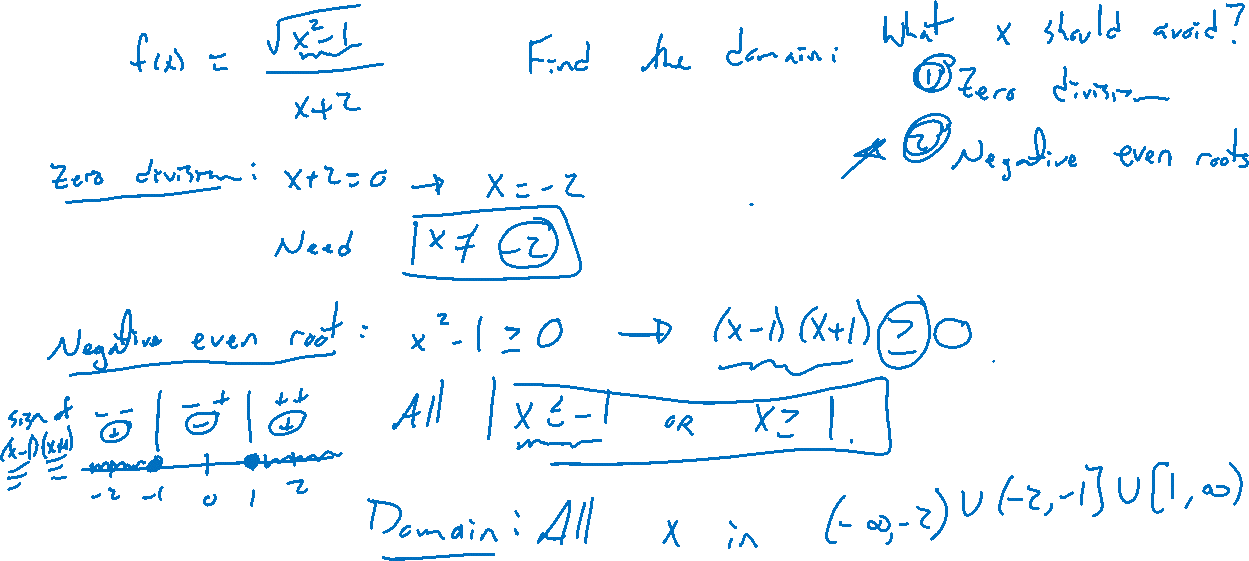 f(x) = √(x²-1) / (x+2) Find the domain: What x should avoid?
① Zero division
② Negative even roots
Zero division: x+2=0 → x=-2
Need x ≠ -2
Negative even root: x²-1 ≥ 0 → (x-1)(x+1) ≥ 0
sign of (x-1)(x+1)
- - | - + | + +
+ | - | +
-2 -1 0 1 2
All x ≤ -1 OR x ≥ 1.
Domain: All x in (-∞,-2) ∪ (-2,-1] ∪ [1,∞)